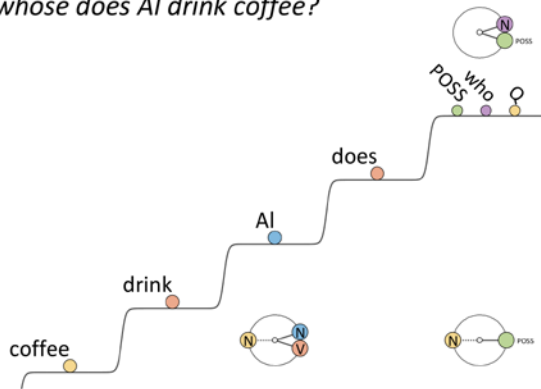 whose does Al drink coffee?
N
POSS
POSS who Q
does
Al
drink
N N V
N POSS
coffee